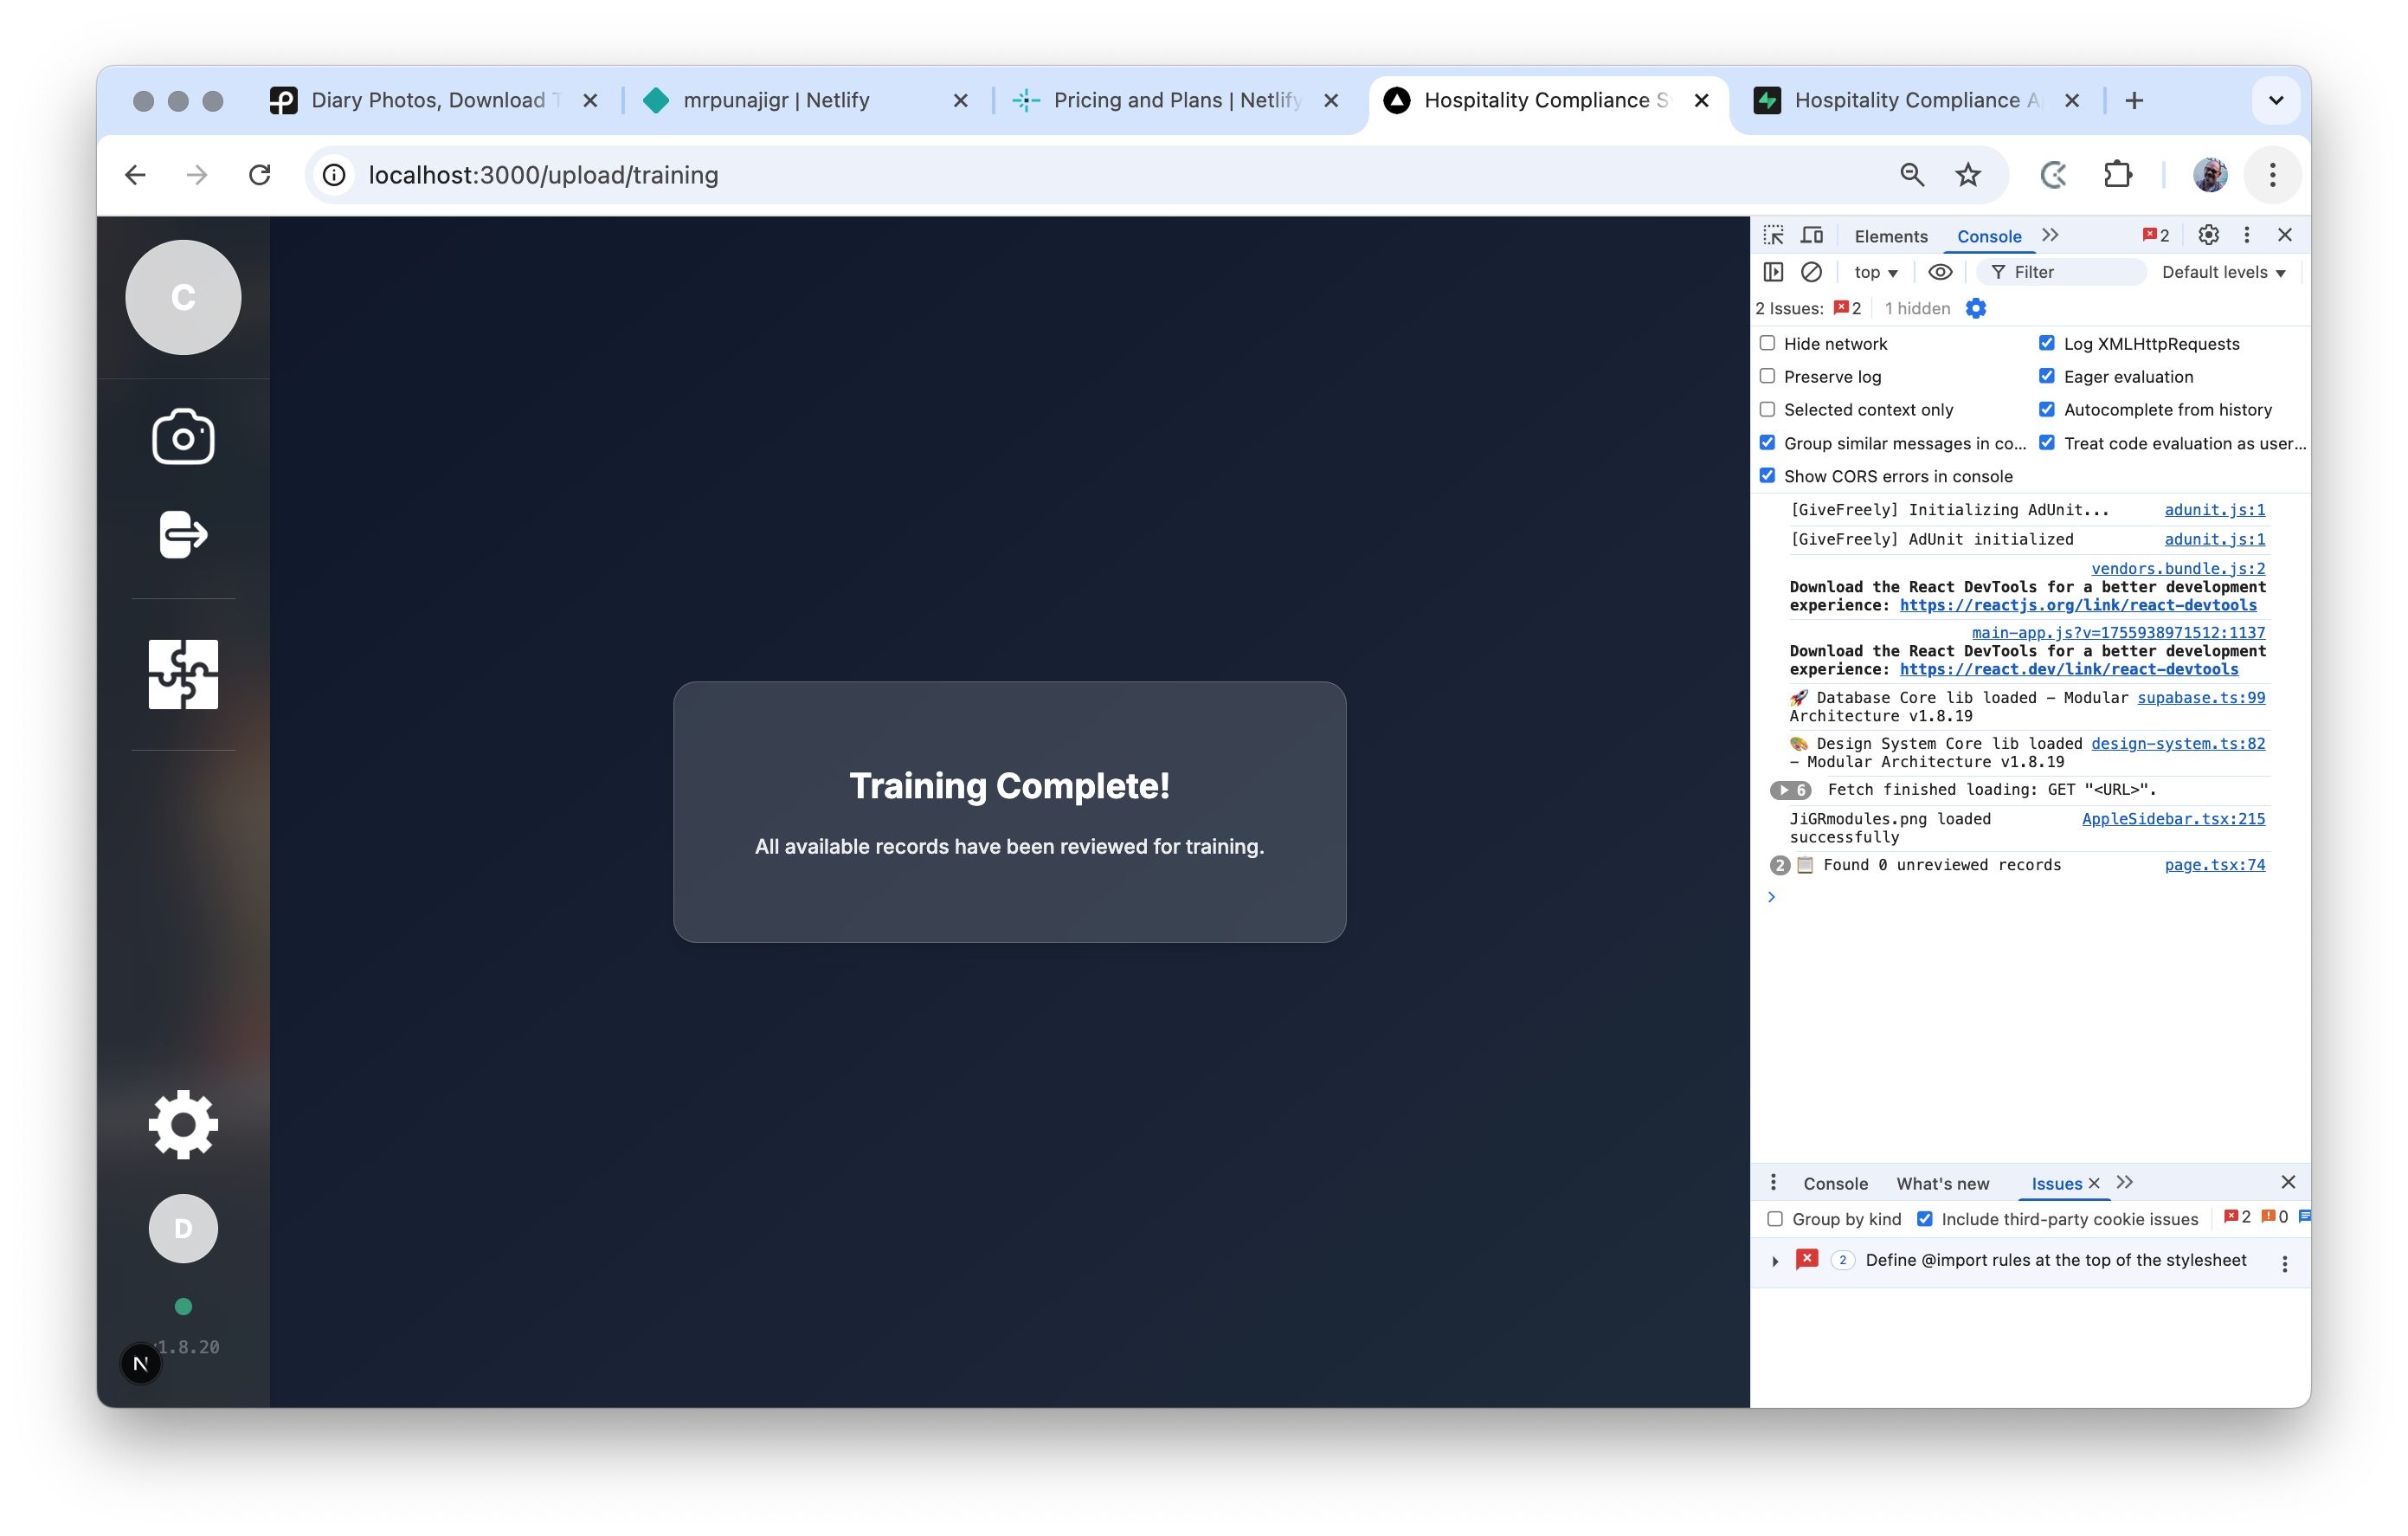 Diary Photos, Download T
mrpunajigr | Netlify
Pricing and Plans | Netlify
Hospitality Compliance S
Hospitality Compliance A
localhost:3000/upload/training
C
D
v1.8.20
N
Training Complete!
All available records have been reviewed for training.
Elements
Console
2
top
Filter
Default levels
2 Issues:
2
1 hidden
Hide network
Log XMLHttpRequests
Preserve log
Eager evaluation
Selected context only
Autocomplete from history
Group similar messages in co...
Treat code evaluation as user...
Show CORS errors in console
[GiveFreely] Initializing AdUnit... adunit.js:1
[GiveFreely] AdUnit initialized adunit.js:1
vendors.bundle.js:2
Download the React DevTools for a better development
experience: https://reactjs.org/link/react-devtools
main-app.js?v=1755938971512:1137
Download the React DevTools for a better development
experience: https://react.dev/link/react-devtools
🚀 Database Core lib loaded – Modular supabase.ts:99
Architecture v1.8.19
🎨 Design System Core lib loaded design-system.ts:82
– Modular Architecture v1.8.19
6 Fetch finished loading: GET "<URL>".
JiGRmodules.png loaded AppleSidebar.tsx:215
successfully
2 📋 Found 0 unreviewed records page.tsx:74
Console
What's new
Issues
Group by kind
Include third-party cookie issues
2
0
2 Define @import rules at the top of the stylesheet